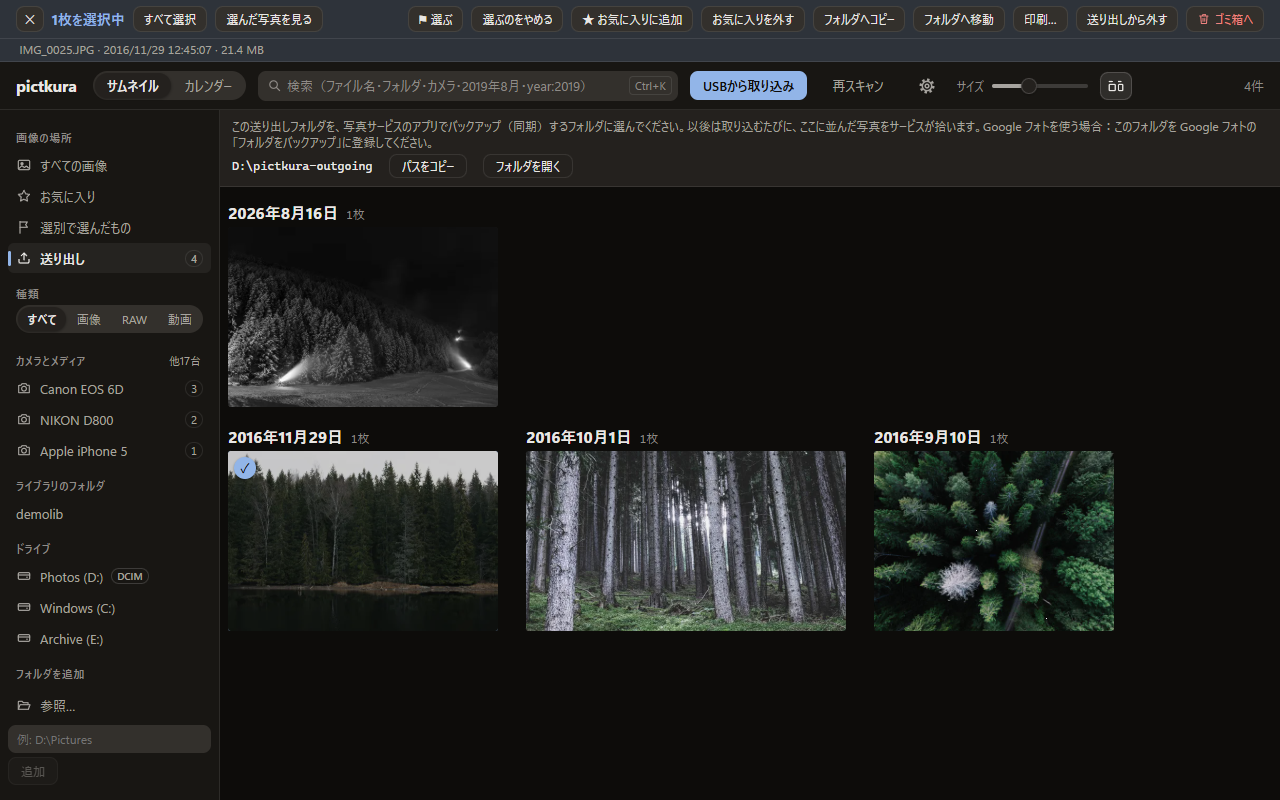 1枚を選択中 すべて選択 選んだ写真を見る 選ぶ 選ぶのをやめる ★ お気に入りに追加 お気に入りを外す フォルダへコピー フォルダへ移動 印刷... 送り出しから外す ゴミ箱へ
IMG_0025.JPG · 2016/11/29 12:45:07 · 21.4 MB
pictkura サムネイル カレンダー 検索（ファイル名・フォルダ・カメラ・2019年8月・year:2019） Ctrl+K USBから取り込み 再スキャン サイズ 4件
画像の場所
すべての画像
お気に入り
選別で選んだもの
送り出し 4
種類
すべて 画像 RAW 動画
カメラとメディア 他17台
Canon EOS 6D 3
NIKON D800 2
Apple iPhone 5 1
ライブラリのフォルダ
demolib
ドライブ
Photos (D:) DCIM
Windows (C:)
Archive (E:)
フォルダを追加
参照...
例: D:\Pictures
追加
この送り出しフォルダを、写真サービスのアプリでバックアップ（同期）するフォルダに選んでください。以後は取り込むたびに、ここに並んだ写真をサービスが拾います。Google フォトを使う場合：このフォルダを Google フォトの
「フォルダをバックアップ」に登録してください。
D:\pictkura-outgoing パスをコピー フォルダを開く
2026年8月16日 1枚
2016年11月29日 1枚 2016年10月1日 1枚 2016年9月10日 1枚